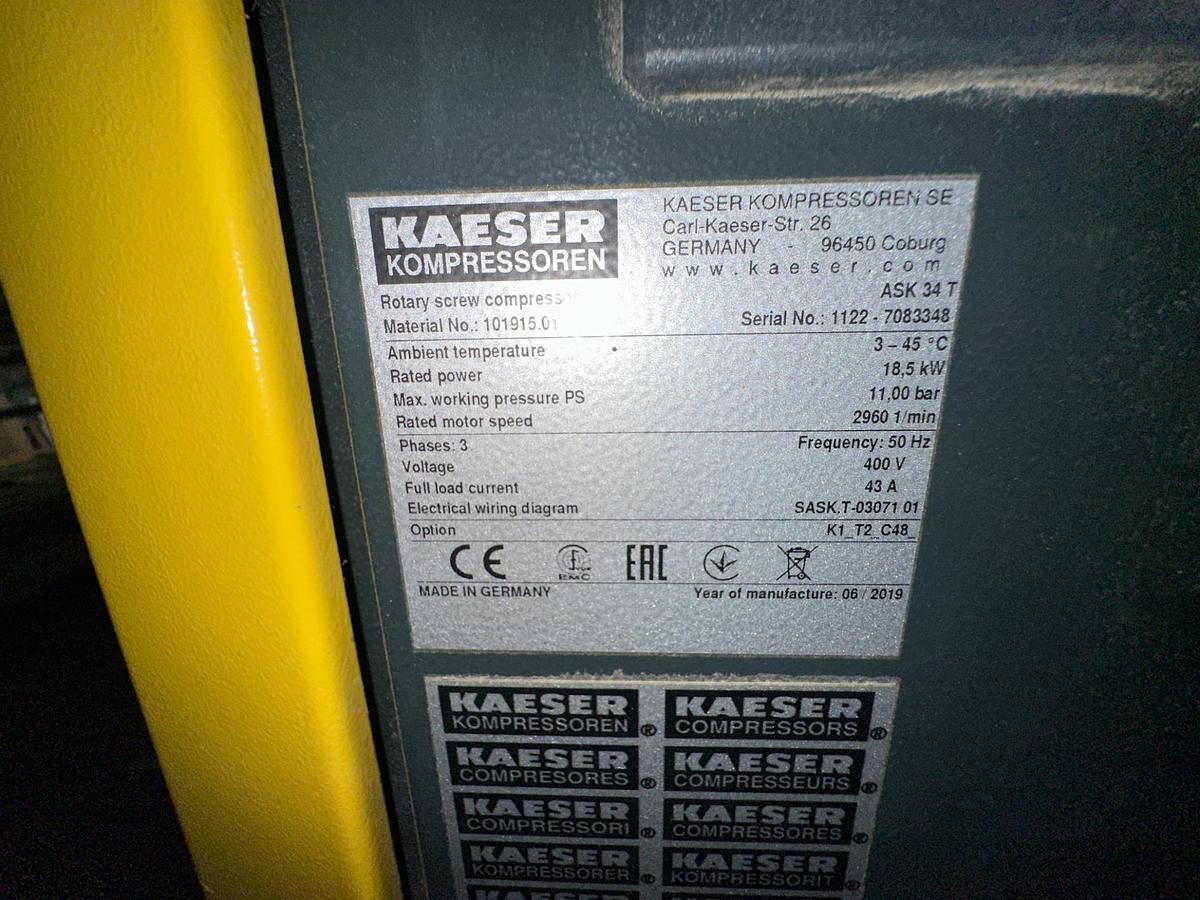 KAESER
KOMPRESSOREN
KAESER KOMPRESSOREN SE
Carl-Kaeser-Str. 26
GERMANY - 96450 Coburg
www.kaeser.com
Rotary screw compresso ASK 34 T
Material No.: 101915.01 Serial No.: 1122 - 7083348
Ambient temperature 3 – 45 °C
Rated power 18,5 kW
Max. working pressure PS 11,00 bar
Rated motor speed 2960 1/min
Phases: 3 Frequency: 50 Hz
Voltage 400 V
Full load current 43 A
Electrical wiring diagram SASK.T-03071 01
Option K1_T2_C48_
CE EMC EAC
MADE IN GERMANY Year of manufacture: 06 / 2019
KAESER KAESER
KOMPRESSOREN® COMPRESSORS®
KAESER KAESER
COMPRESORES® COMPRESSEURS®
KAESER KAESER
COMPRESSORI® COMPRESSORES®
KAESER KAESER
KOMPRESSORER® KOMPRESSORIT®
KAESER KAESER